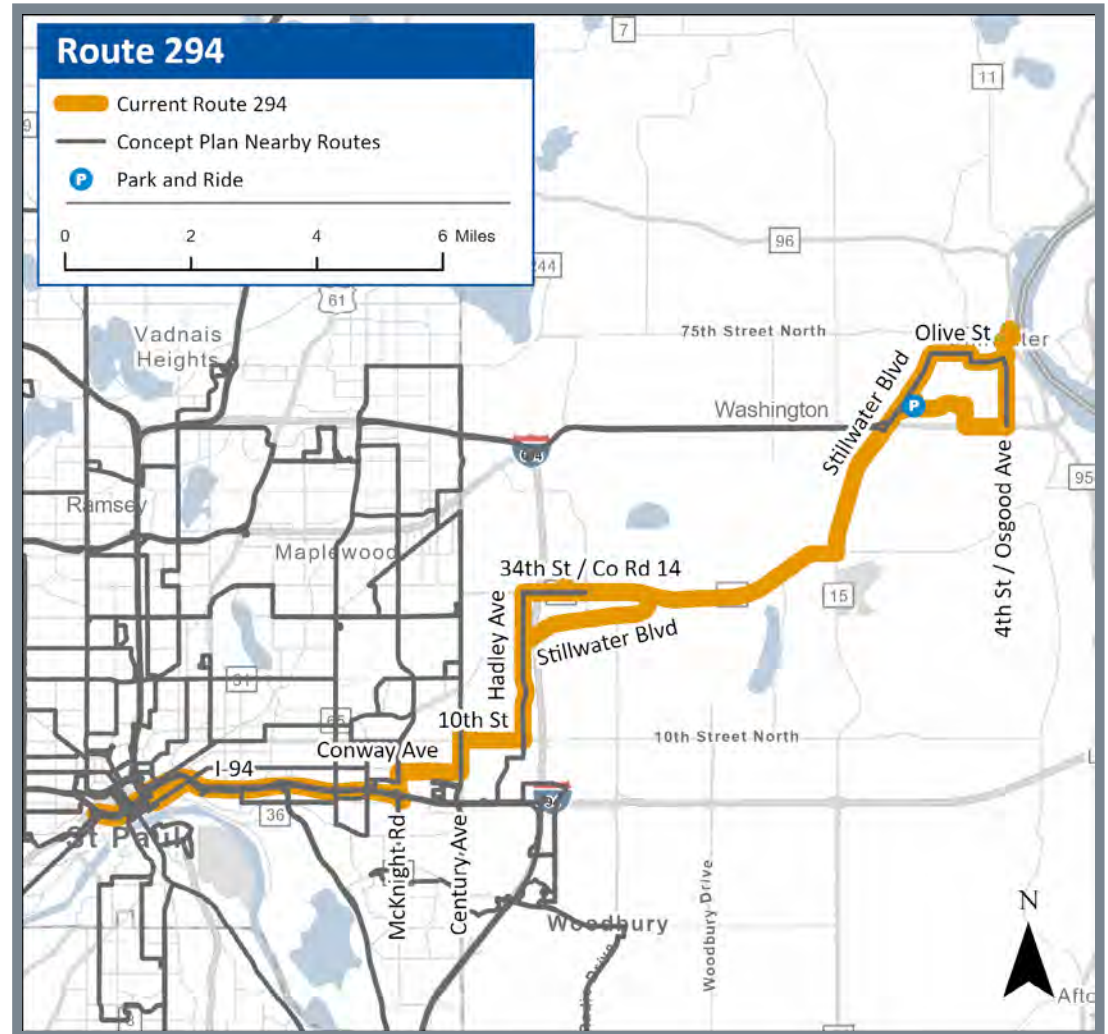 Route 294
Current Route 294
Concept Plan Nearby Routes
Park and Ride
0 2 4 6 Miles
7
11
96
244
61
Vadnais
Heights
75th Street North
Olive St
Stillwater Blvd
P
Washington
Ramsey
Maplewood
34th St / Co Rd 14
15
4th St / Osgood Ave
Hadley Ave
Stillwater Blvd
10th St
10th Street North
Conway Ave
I-94
65
36
St Paul
McKnight Rd
Century Ave
Woodbury Drive
Woodbury
N